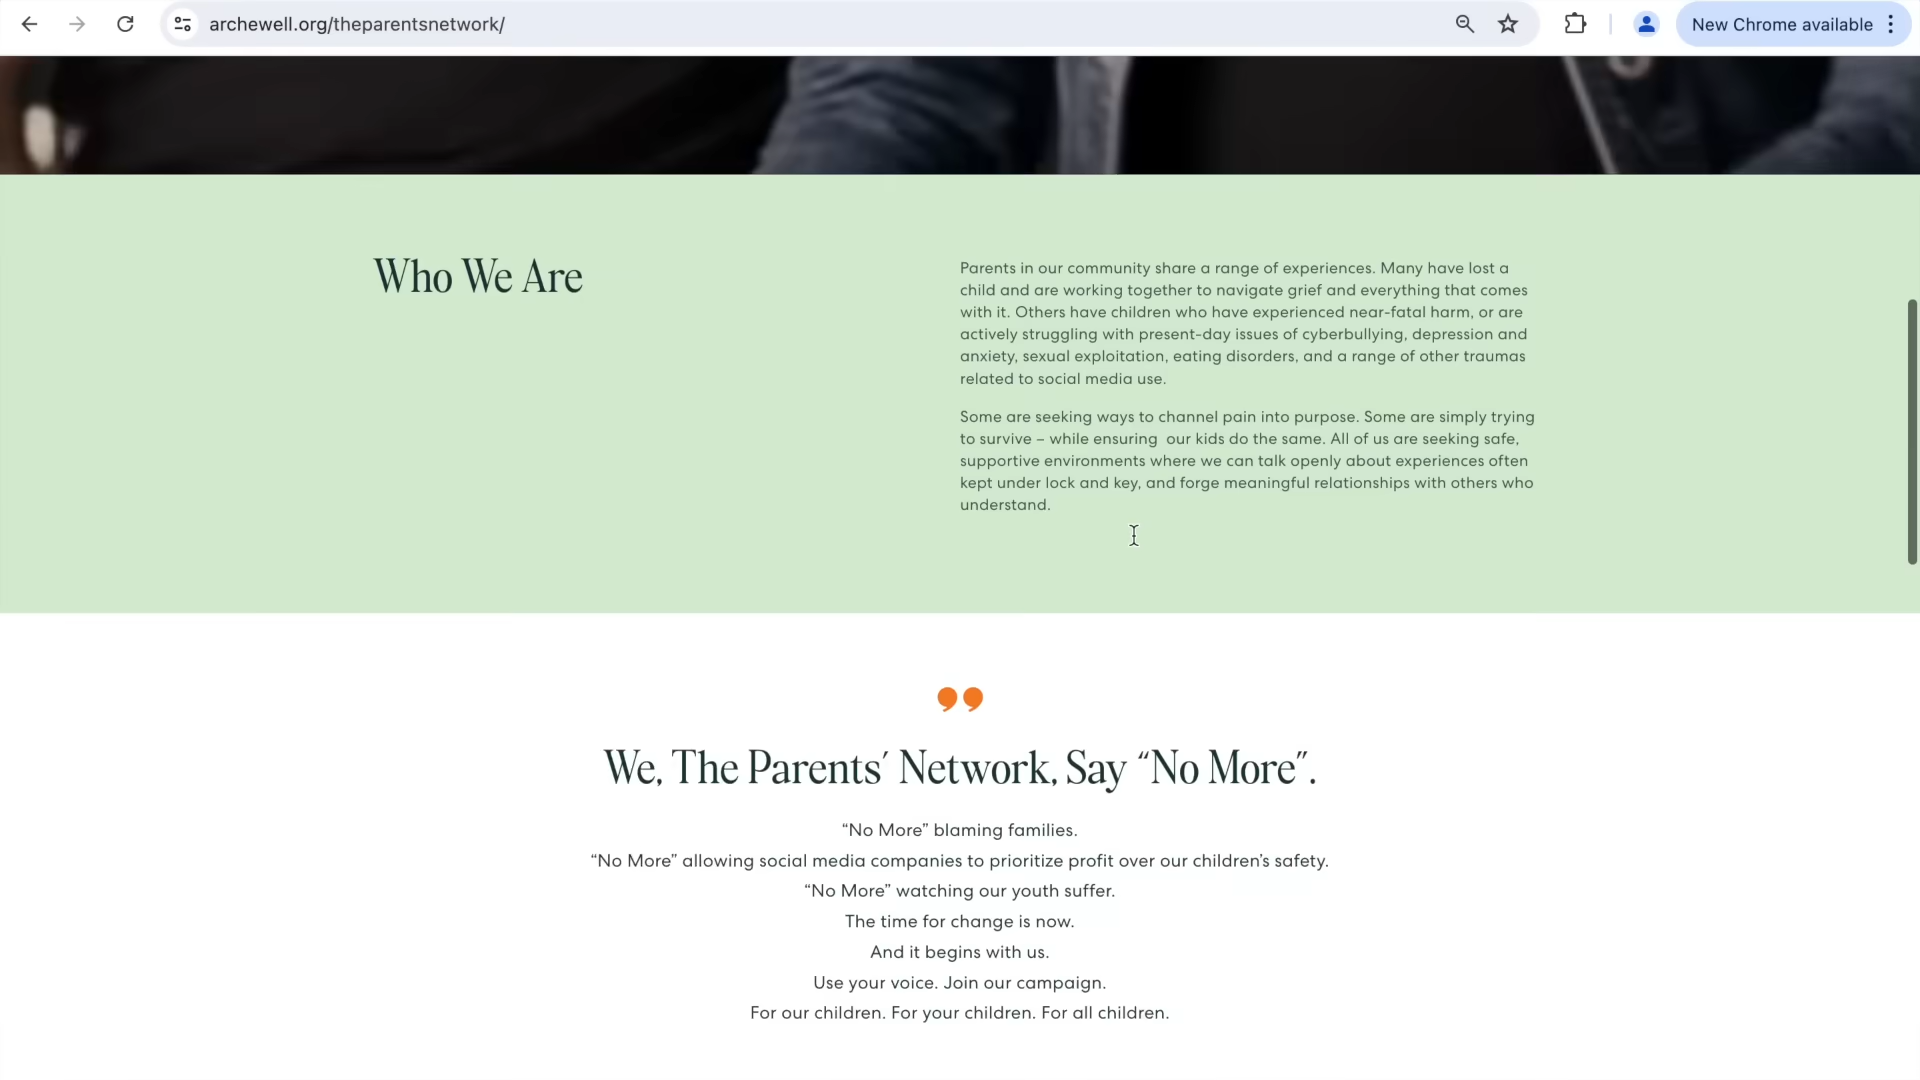 archewell.org/theparentsnetwork/
New Chrome available
Who We Are
Parents in our community share a range of experiences. Many have lost a
child and are working together to navigate grief and everything that comes
with it. Others have children who have experienced near-fatal harm, or are
actively struggling with present-day issues of cyberbullying, depression and
anxiety, sexual exploitation, eating disorders, and a range of other traumas
related to social media use.
Some are seeking ways to channel pain into purpose. Some are simply trying
to survive – while ensuring  our kids do the same. All of us are seeking safe,
supportive environments where we can talk openly about experiences often
kept under lock and key, and forge meaningful relationships with others who
understand.
”
We, The Parents’ Network, Say “No More”.
“No More” blaming families.
“No More” allowing social media companies to prioritize profit over our children’s safety.
“No More” watching our youth suffer.
The time for change is now.
And it begins with us.
Use your voice. Join our campaign.
For our children. For your children. For all children.